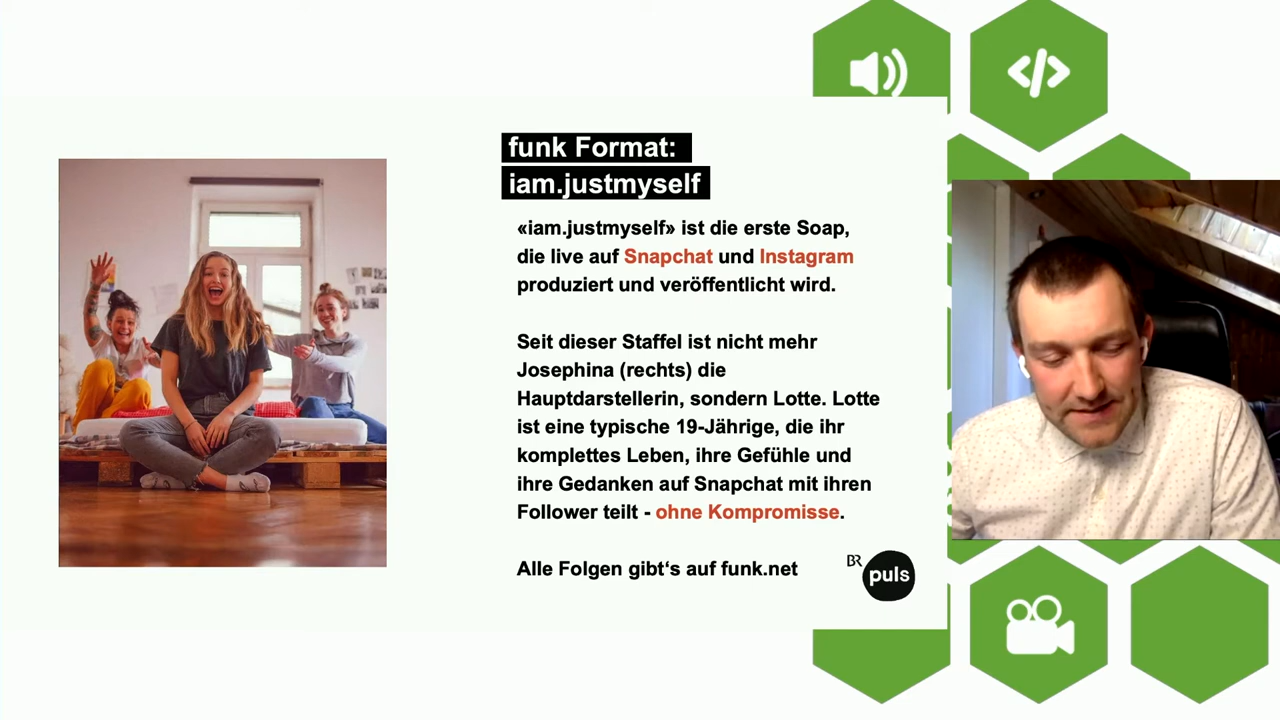 funk Format:
iam.justmyself
«iam.justmyself» ist die erste Soap,
die live auf Snapchat und Instagram
produziert und veröffentlicht wird.
Seit dieser Staffel ist nicht mehr
Josephina (rechts) die
Hauptdarstellerin, sondern Lotte. Lotte
ist eine typische 19-Jährige, die ihr
komplettes Leben, ihre Gefühle und
ihre Gedanken auf Snapchat mit ihren
Follower teilt - ohne Kompromisse.
Alle Folgen gibt‘s auf funk.net
BR
puls